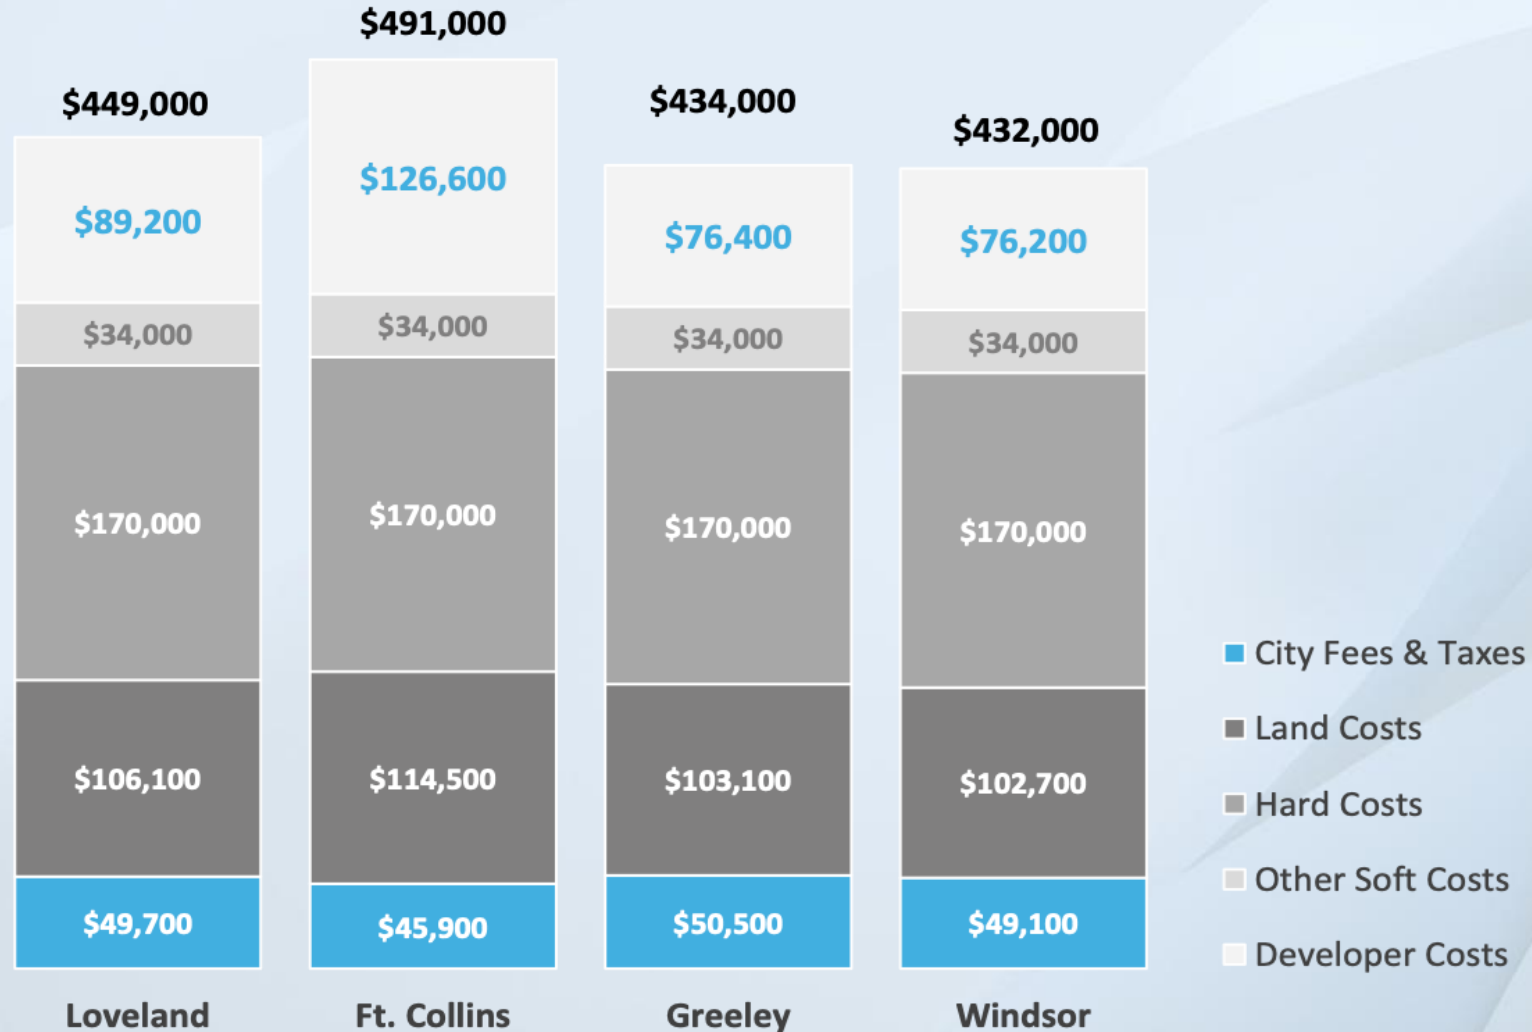 $491,000
$449,000
$434,000
$432,000
$126,600
$89,200
$76,400
$76,200
$34,000
$34,000
$34,000
$34,000
$170,000
$170,000
$170,000
$170,000
$106,100
$114,500
$103,100
$102,700
$49,700
$45,900
$50,500
$49,100
Loveland
Ft. Collins
Greeley
Windsor
City Fees & Taxes
Land Costs
Hard Costs
Other Soft Costs
Developer Costs